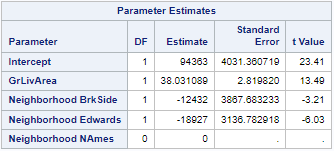 Parameter Estimates
Parameter DF Estimate Standard Error t Value
Intercept 1 94363 4031.360719 23.41
GrLivArea 1 38.031089 2.819820 13.49
Neighborhood BrkSide 1 -12432 3867.683233 -3.21
Neighborhood Edwards 1 -18927 3136.782918 -6.03
Neighborhood NAmes 0 0 . .